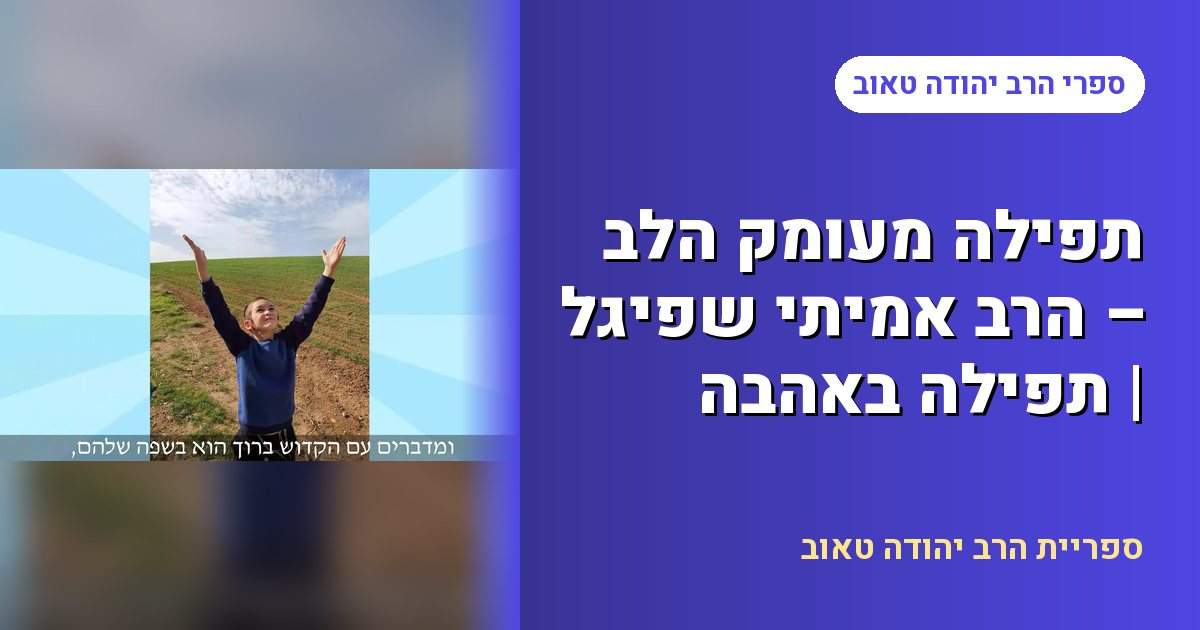 ספרי הרב יהודה טאוב
תפילה מעומק הלב
– הרב אמיתי שפיגל
| תפילה באהבה
ספריית הרב יהודה טאוב
ומדברים עם הקדוש ברוך הוא בשפה שלהם,